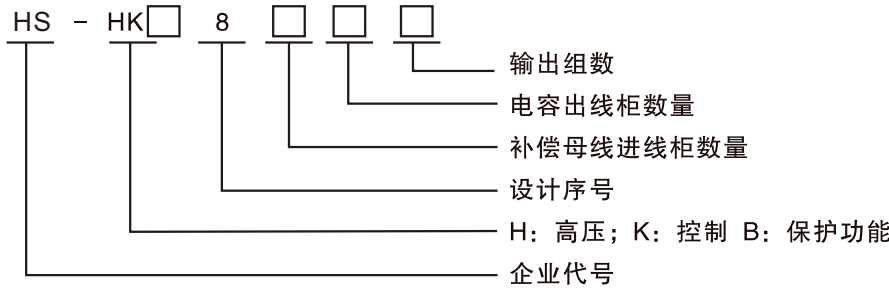 HS - HK□ 8 □ □ □
输出组数
电容出线柜数量
补偿母线进线柜数量
设计序号
H：高压；K：控制 B：保护功能
企业代号